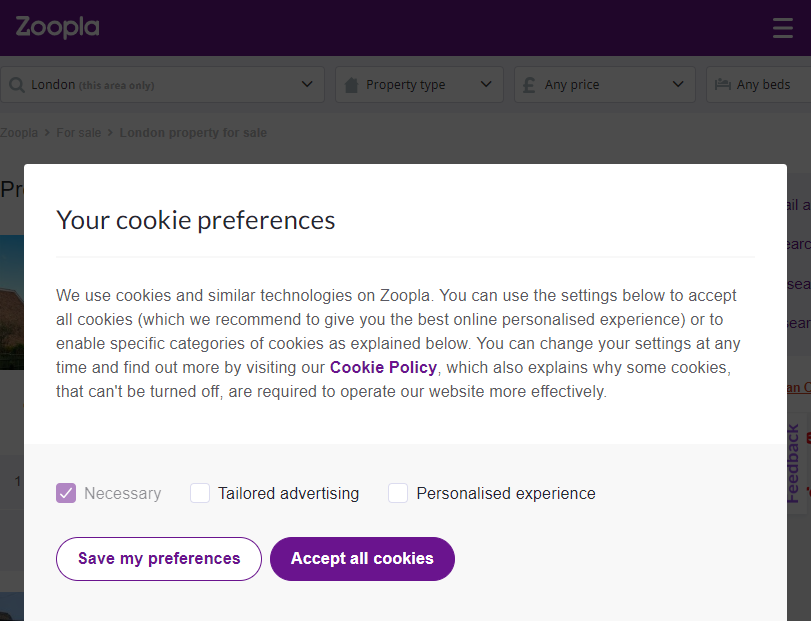 Zoopla
London (this area only)
Property type
£ Any price
Any beds
Zoopla > For sale > London property for sale
Your cookie preferences
We use cookies and similar technologies on Zoopla. You can use the settings below to accept
all cookies (which we recommend to give you the best online personalised experience) or to
enable specific categories of cookies as explained below. You can change your settings at any
time and find out more by visiting our Cookie Policy, which also explains why some cookies,
that can't be turned off, are required to operate our website more effectively.
Feedback
1
Necessary
Tailored advertising
Personalised experience
Save my preferences
Accept all cookies